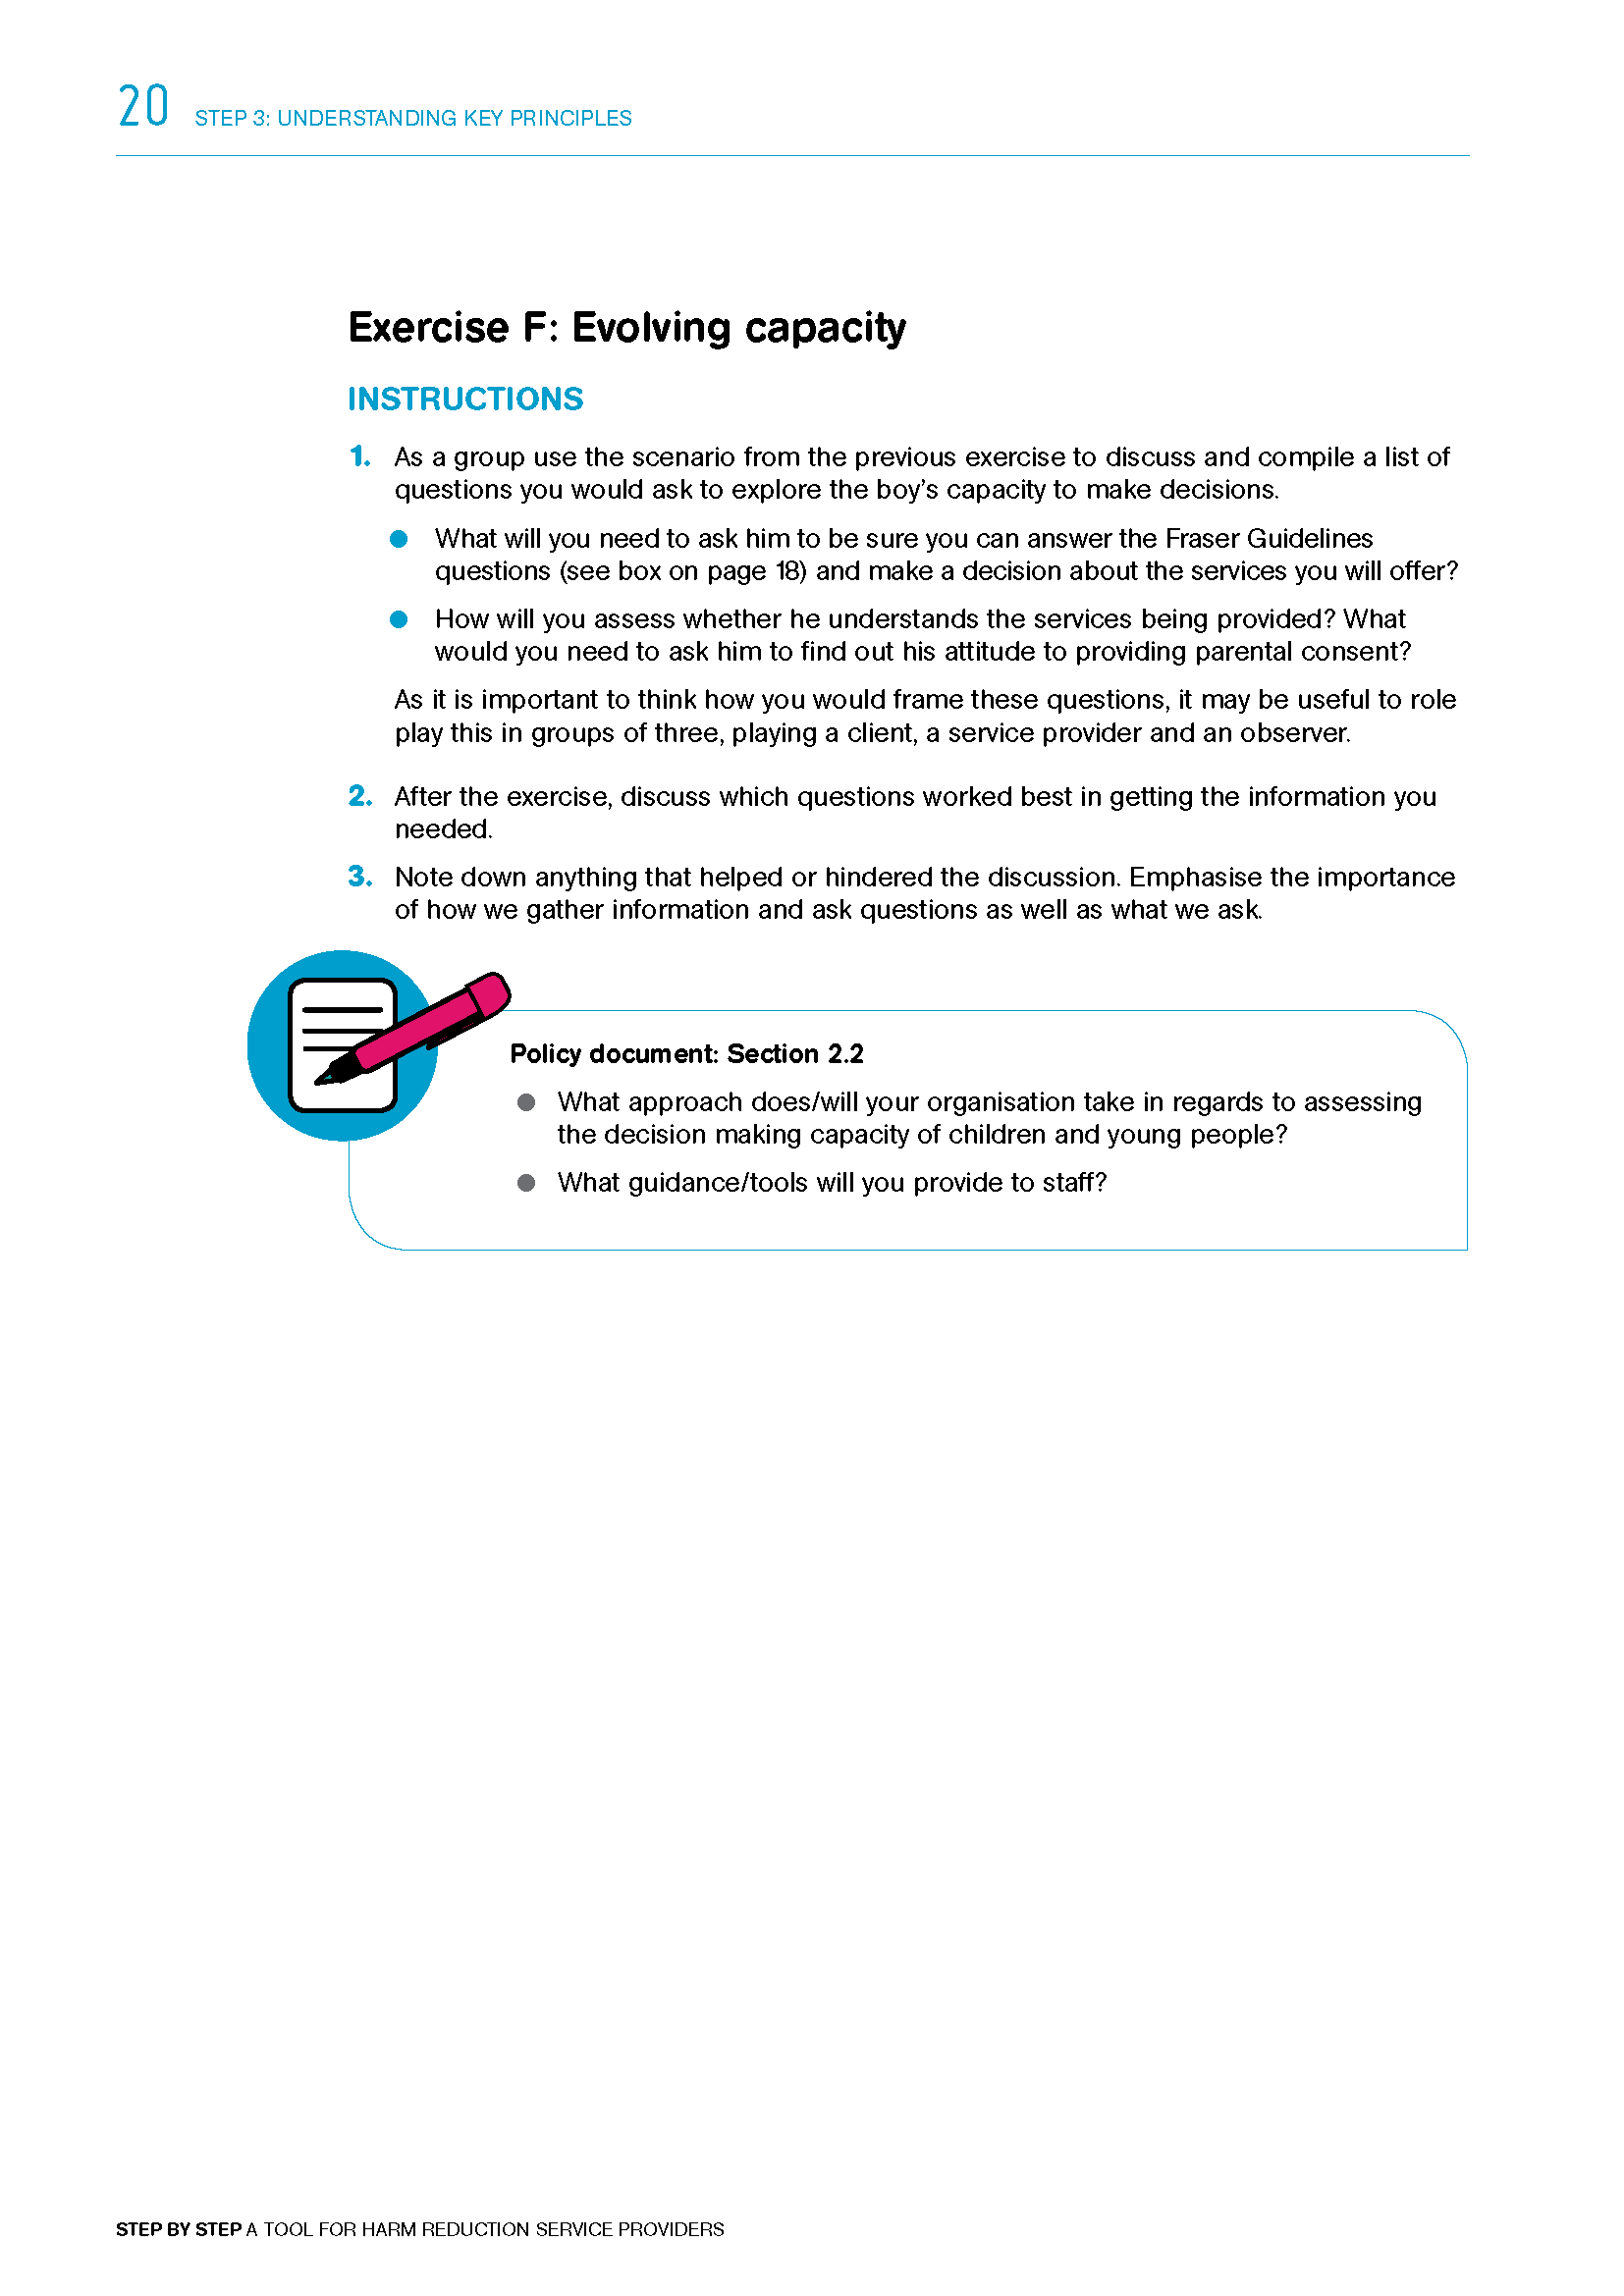 20 STEP 3: UNDERSTANDING KEY PRINCIPLES
Exercise F: Evolving capacity
INSTRUCTIONS
1. As a group use the scenario from the previous exercise to discuss and compile a list of
questions you would ask to explore the boy’s capacity to make decisions.
● What will you need to ask him to be sure you can answer the Fraser Guidelines
questions (see box on page 18) and make a decision about the services you will offer?
● How will you assess whether he understands the services being provided? What
would you need to ask him to find out his attitude to providing parental consent?
As it is important to think how you would frame these questions, it may be useful to role
play this in groups of three, playing a client, a service provider and an observer.
2. After the exercise, discuss which questions worked best in getting the information you
needed.
3. Note down anything that helped or hindered the discussion. Emphasise the importance
of how we gather information and ask questions as well as what we ask.
Policy document: Section 2.2
● What approach does/will your organisation take in regards to assessing
the decision making capacity of children and young people?
● What guidance/tools will you provide to staff?
STEP BY STEP A TOOL FOR HARM REDUCTION SERVICE PROVIDERS